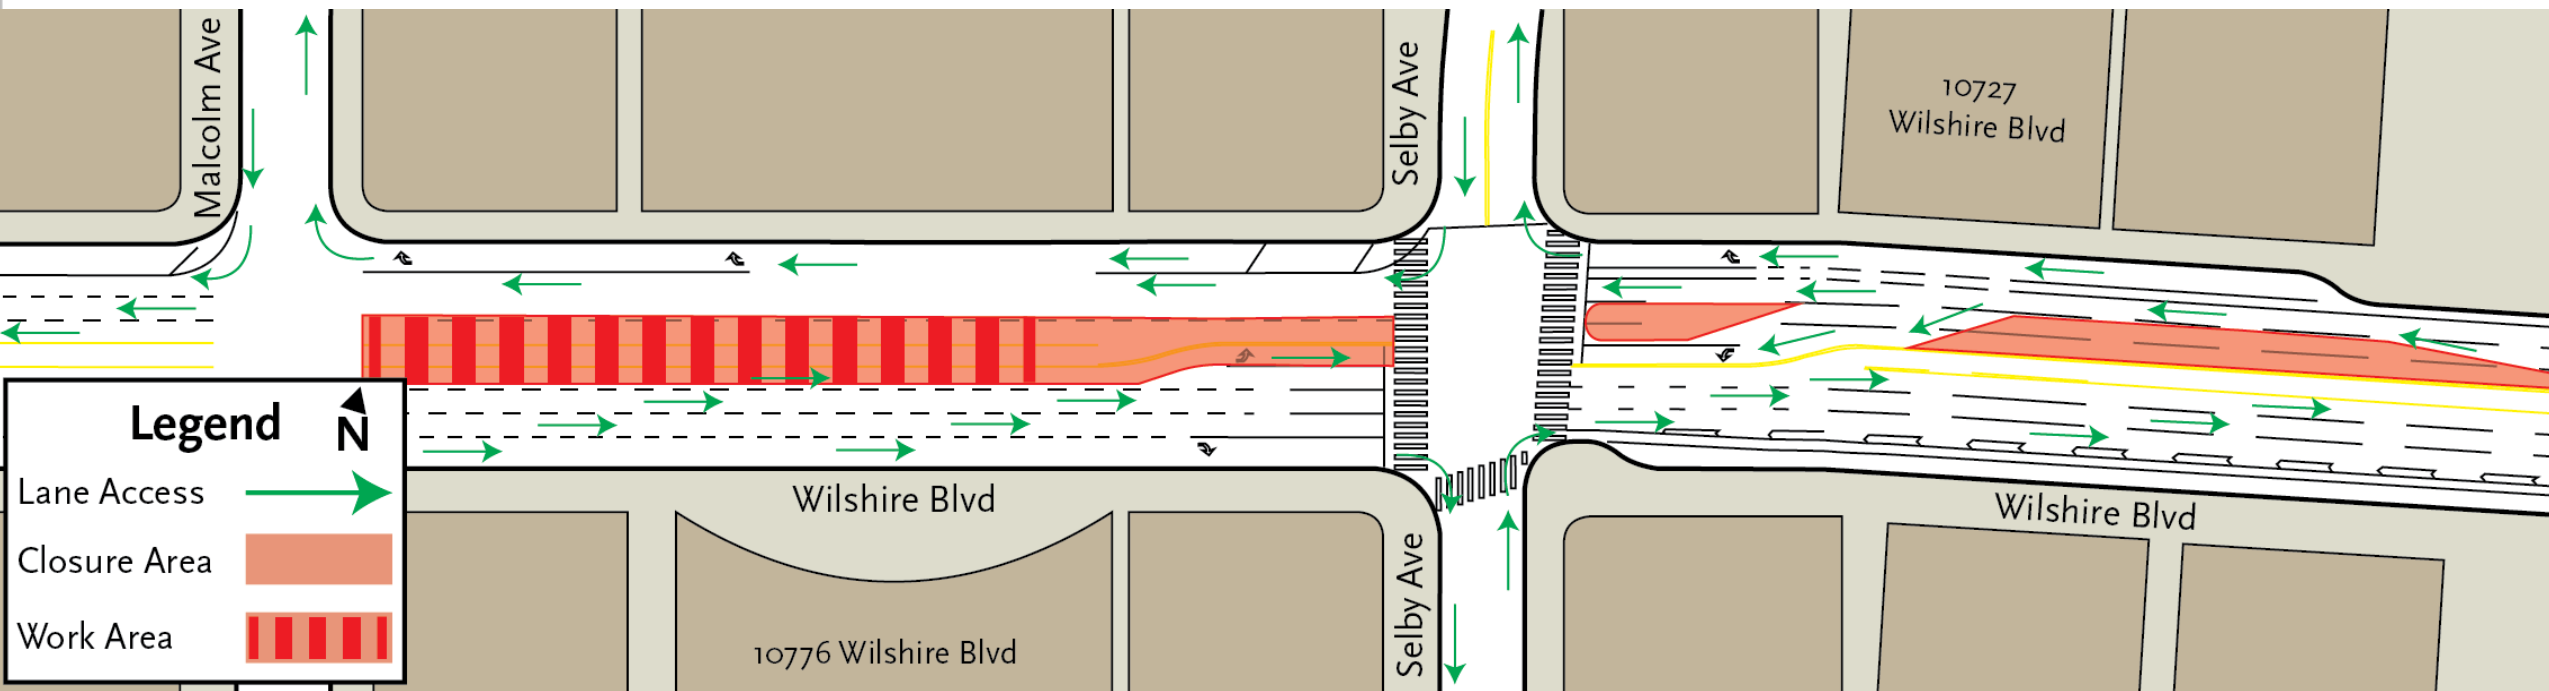 Malcolm Ave
Selby Ave
10727
Wilshire Blvd
Legend
N
Lane Access
Closure Area
Work Area
Wilshire Blvd
10776 Wilshire Blvd
Selby Ave
Wilshire Blvd